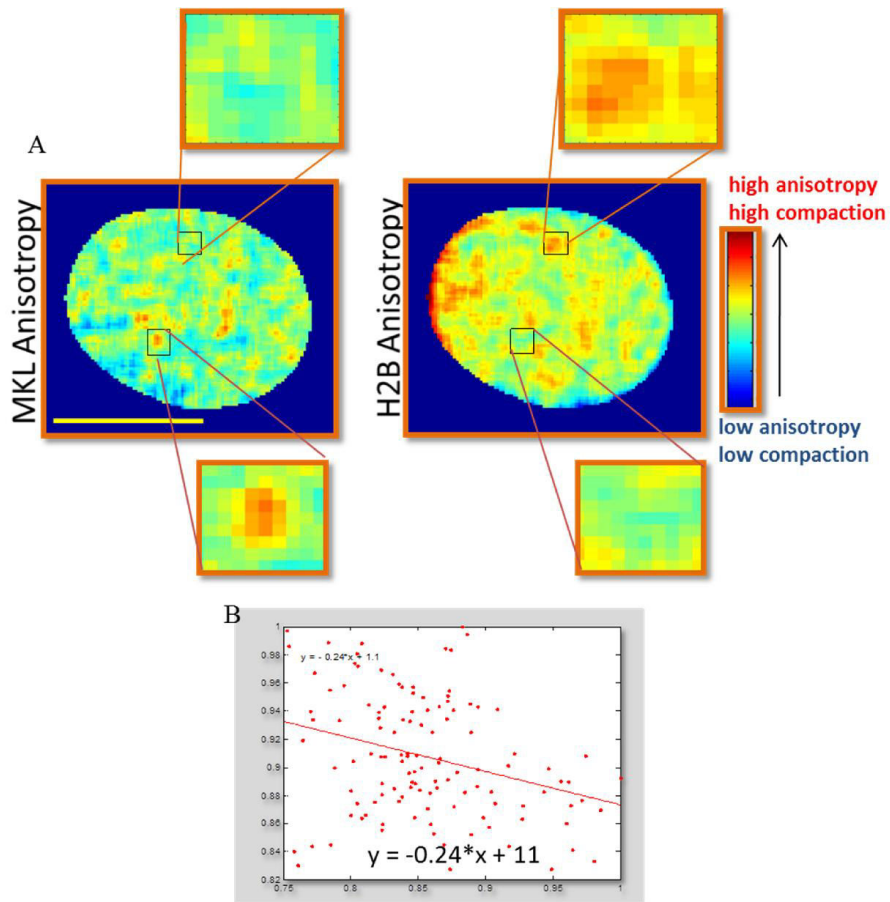 A
MKL Anisotropy
H2B Anisotropy
high anisotropy
high compaction
low anisotropy
low compaction
B
y = - 0.24*x + 1.1
y = -0.24*x + 11
1
0.98
0.96
0.94
0.92
0.9
0.88
0.86
0.84
0.82
0.75
0.8
0.85
0.9
0.95
1